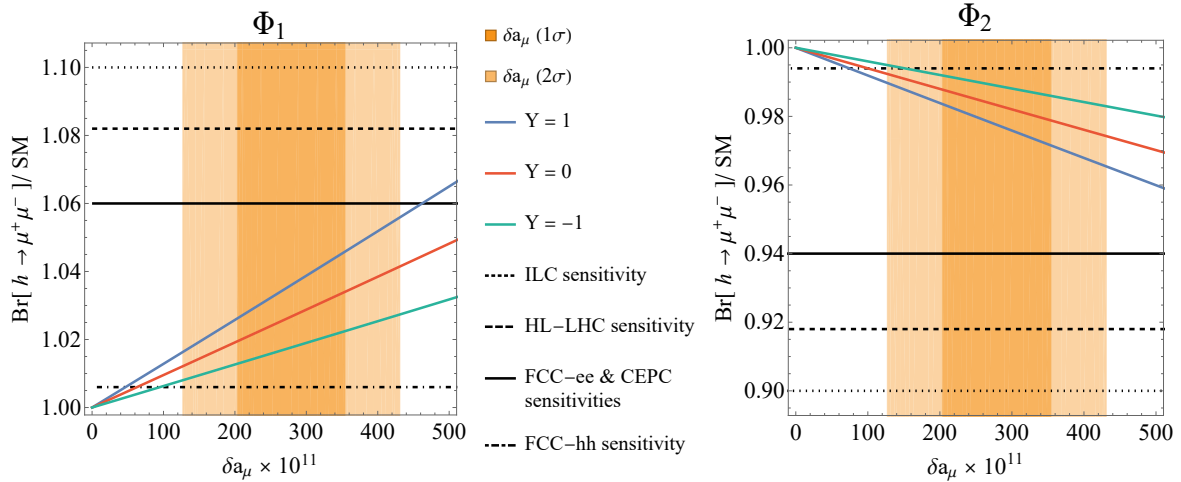 Φ1
Br[ h → μ+ μ− ]/ SM
1.10
1.08
1.06
1.04
1.02
1.00
0
100
200
300
400
500
δaμ × 10^11
δaμ (1σ)
δaμ (2σ)
Y = 1
Y = 0
Y = −1
ILC sensitivity
HL−LHC sensitivity
FCC−ee & CEPC
sensitivities
FCC−hh sensitivity
Φ2
Br[ h → μ+ μ− ]/ SM
1.00
0.98
0.96
0.94
0.92
0.90
0
100
200
300
400
500
δaμ × 10^11